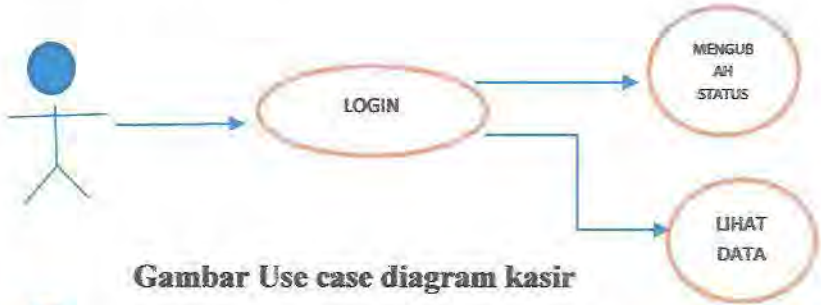 MENGUB
AH
STATUS
LOGIN
LIHAT
DATA
Gambar Use case diagram kasir